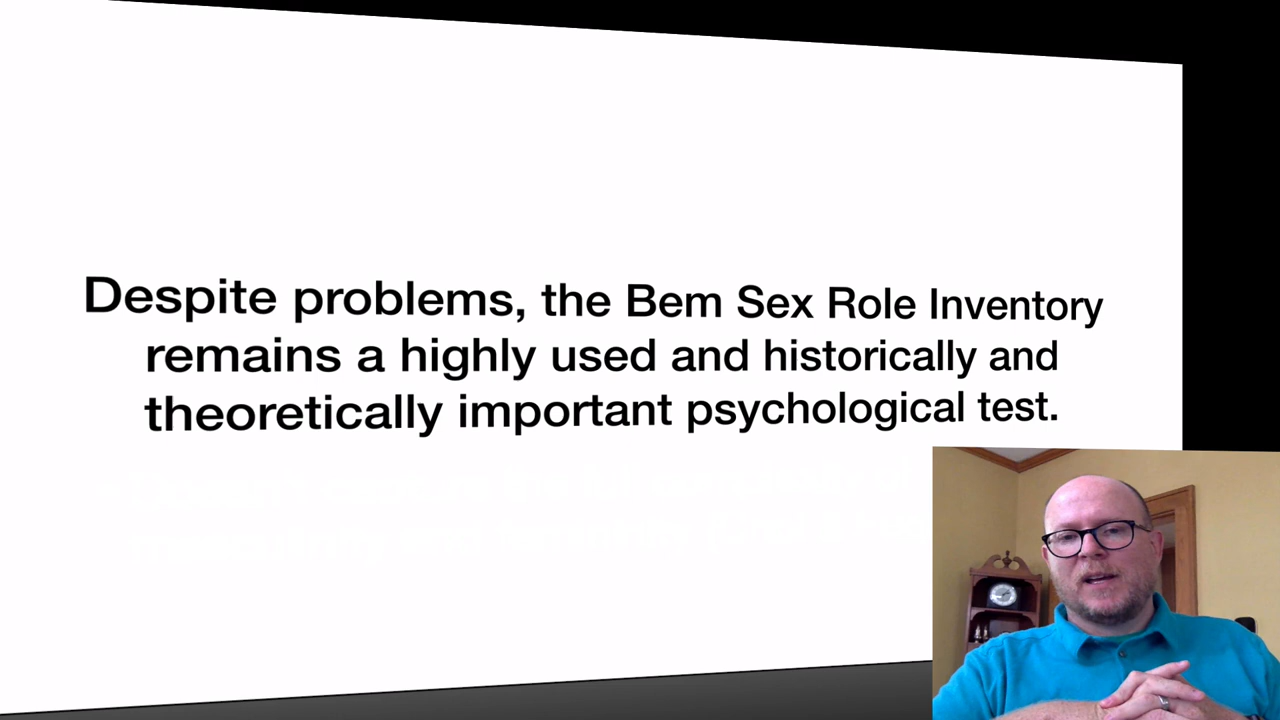 Despite problems, the Bem Sex Role Inventory
remains a highly used and historically and
theoretically important psychological test.